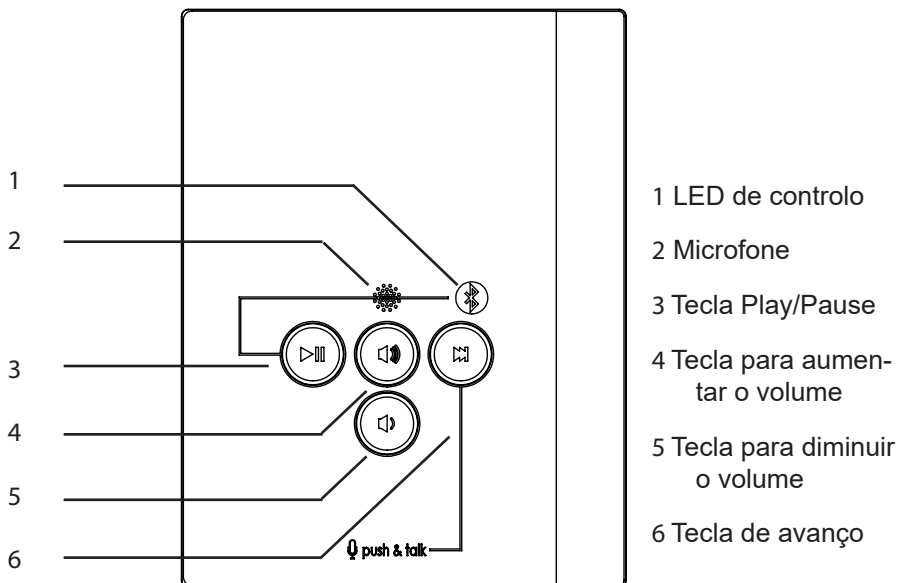 1
2
3
4
5
6
push & talk
1 LED de controlo
2 Microfone
3 Tecla Play/Pause
4 Tecla para aumen-
tar o volume
5 Tecla para diminuir
o volume
6 Tecla de avanço